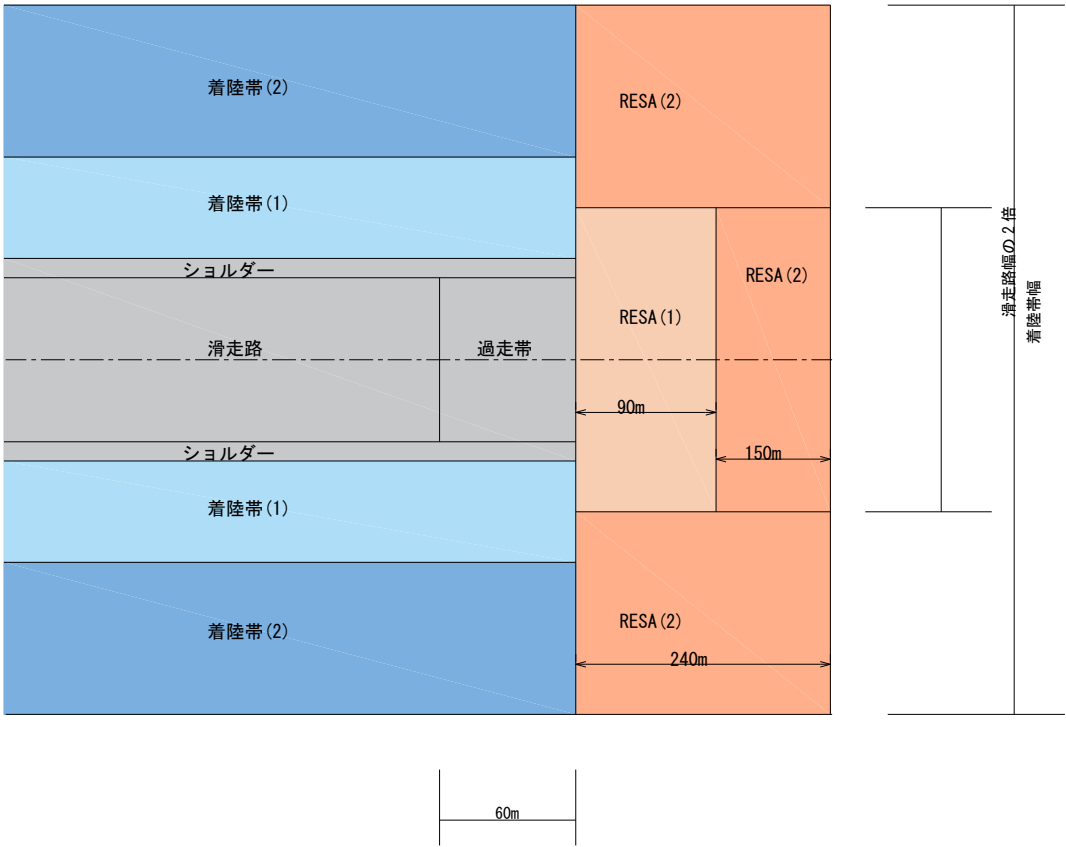 着陸帯(2)
RESA(2)
着陸帯(1)
ショルダー
RESA(2)
RESA(1)
滑走路
過走帯
滑走路幅の2倍
着陸帯幅
90m
ショルダー
150m
着陸帯(1)
着陸帯(2)
RESA(2)
240m
60m